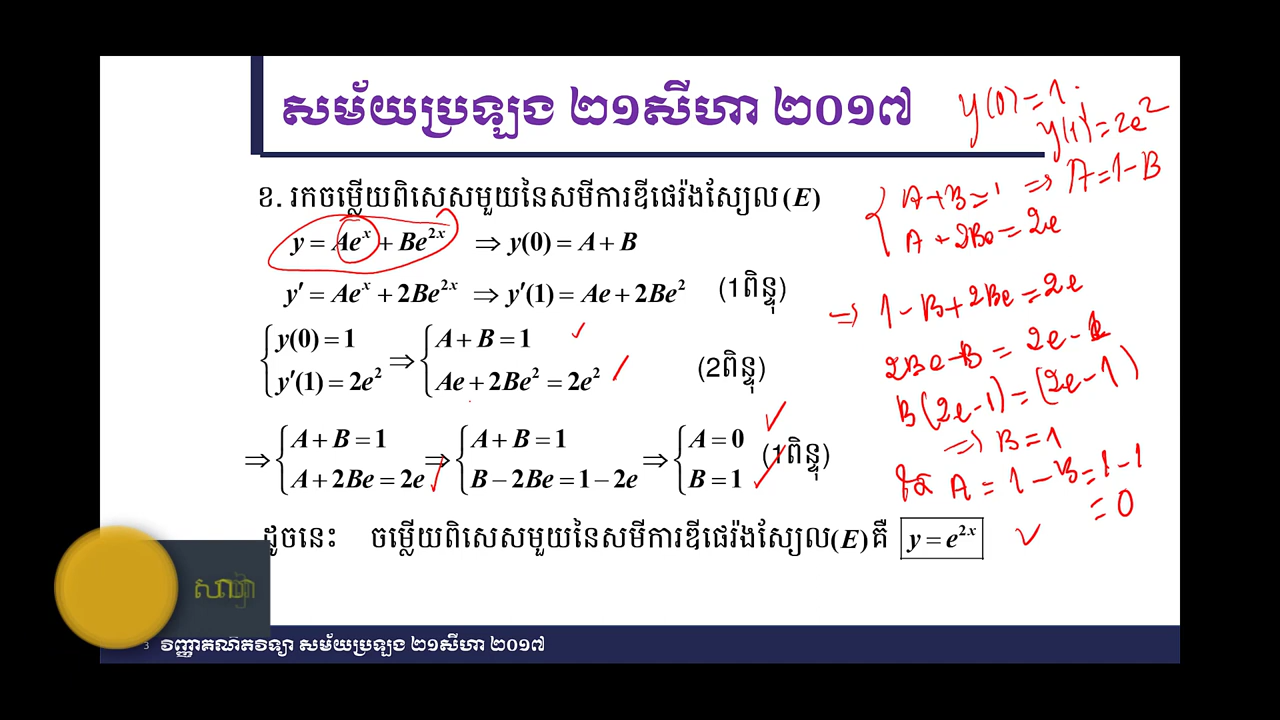 សម័យប្រឡង ២១សីហា ២០១៧
ខ. រកចម្លើយពិសេសមួយនៃសមីការឌីផេរ៉ង់ស្យែល(E)
y = Ae^x + Be^{2x} ⇒ y(0) = A + B
y′ = Ae^x + 2Be^{2x} ⇒ y′(1) = Ae + 2Be^2 (1ពិន្ទុ)
{ y(0) = 1 ⇒ { A + B = 1
y′(1) = 2e^2 Ae + 2Be^2 = 2e^2 (2ពិន្ទុ)
⇒ { A + B = 1 ⇒ { A + B = 1 ⇒ { A = 0 (1ពិន្ទុ)
A + 2Be = 2e B − 2Be = 1 − 2e B = 1
ដូចនេះ ចម្លើយពិសេសមួយនៃសមីការឌីផេរ៉ង់ស្យែល(E)គឺ y = e^{2x}
y(0) = 1
y′(1) = 2e^2
{ A + B = 1 ⇒ A = 1 − B
A + 2Be = 2e
⇒ 1 − B + 2Be = 2e
2Be − B = 2e − 1
B(2e − 1) = (2e − 1)
⇒ B = 1
A = 1 − B = 1 − 1
= 0
3 វិញ្ញាគណិតវិទ្យា សម័យប្រឡង ២១សីហា ២០១៧